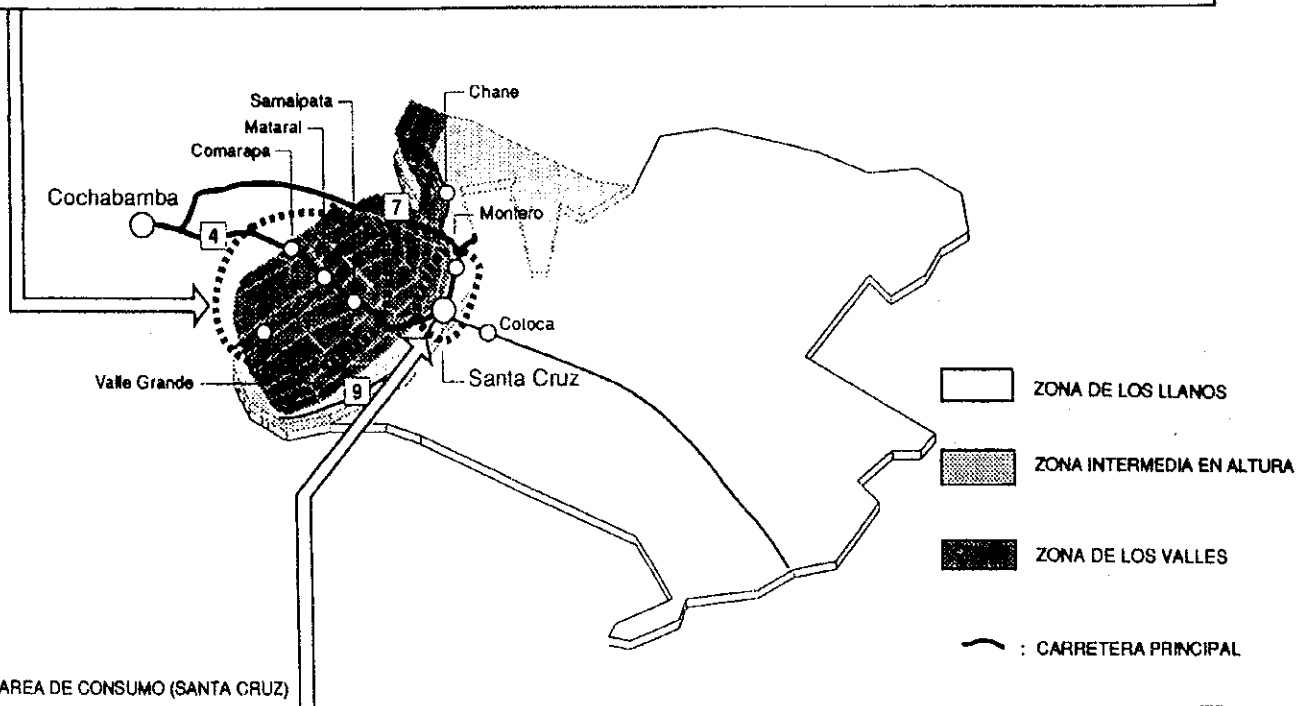 Samaipata
Chane
Mataral
Comarapa
Cochabamba
7
Montero
4
Cotoca
Valle Grande
Santa Cruz
9
ZONA DE LOS LLANOS
ZONA INTERMEDIA EN ALTURA
ZONA DE LOS VALLES
: CARRETERA PRINCIPAL
AREA DE CONSUMO (SANTA CRUZ)